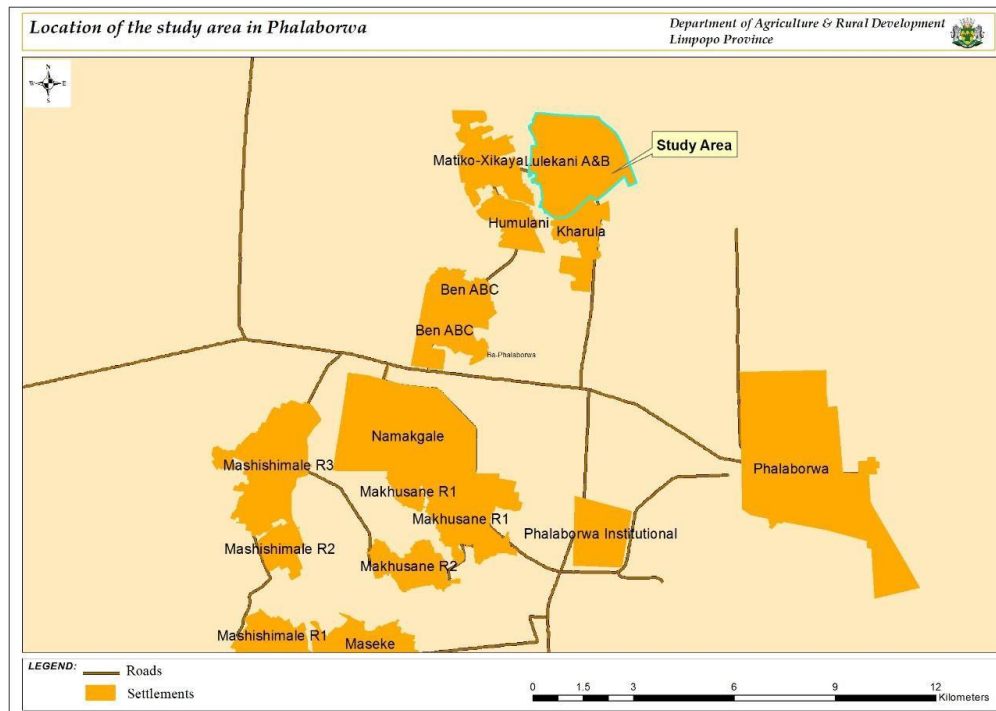 Location of the study area in Phalaborwa
Department of Agriculture & Rural Development
Limpopo Province
N
W E
S
Matiko-Xikaya
Lulekani A&B
Study Area
Humulani
Kharula
Ben ABC
Ben ABC
Ba-Phalaborwa
Namakgale
Mashishimale R3
Phalaborwa
Makhusane R1
Makhusane R1
Phalaborwa Institutional
Mashishimale R2
Makhusane R2
Mashishimale R1
Maseke
LEGEND:
Roads
Settlements
0 1.5 3 6 9 12
Kilometers